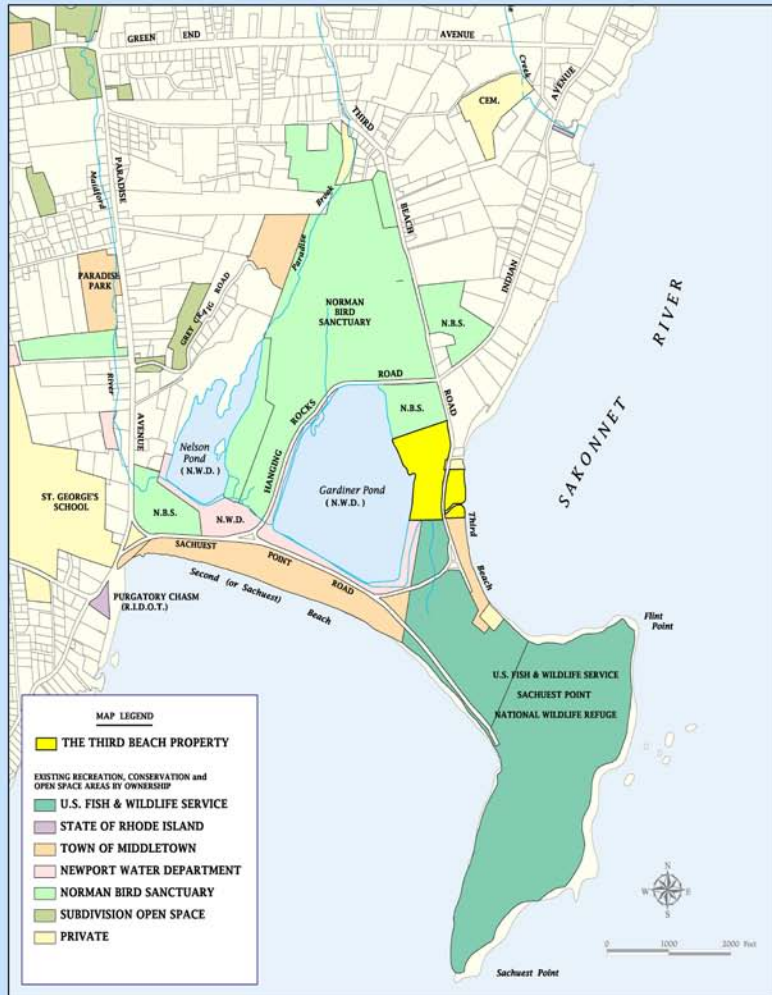 GREEN END AVENUE
Creek
AVENUE
CEM.
THIRD
PARADISE
Maidford
Brook
BEACH
Paradise
INDIAN
PARADISE
PARK
GREY CRAIG ROAD
NORMAN
BIRD
SANCTUARY
N.B.S.
SAKONNET RIVER
River
ROAD
ROCKS
N.B.S.
ROAD
AVENUE
Nelson
Pond
( N.W.D. )
HANGING
Gardiner Pond
( N.W.D. )
ST. GEORGE'S
SCHOOL
N.B.S.
N.W.D.
Third
Beach
SACHUEST POINT ROAD
Second (or Sachuest) Beach
PURGATORY CHASM
(R.I.D.O.T.)
Flint
Point
U.S. FISH & WILDLIFE SERVICE
SACHUEST POINT
NATIONAL WILDLIFE REFUGE
MAP LEGEND
THE THIRD BEACH PROPERTY
EXISTING RECREATION, CONSERVATION and
OPEN SPACE AREAS BY OWNERSHIP
U.S. FISH & WILDLIFE SERVICE
STATE OF RHODE ISLAND
TOWN OF MIDDLETOWN
NEWPORT WATER DEPARTMENT
NORMAN BIRD SANCTUARY
SUBDIVISION OPEN SPACE
PRIVATE
N
W E
S
0 1000 2000 Feet
Sachuest Point